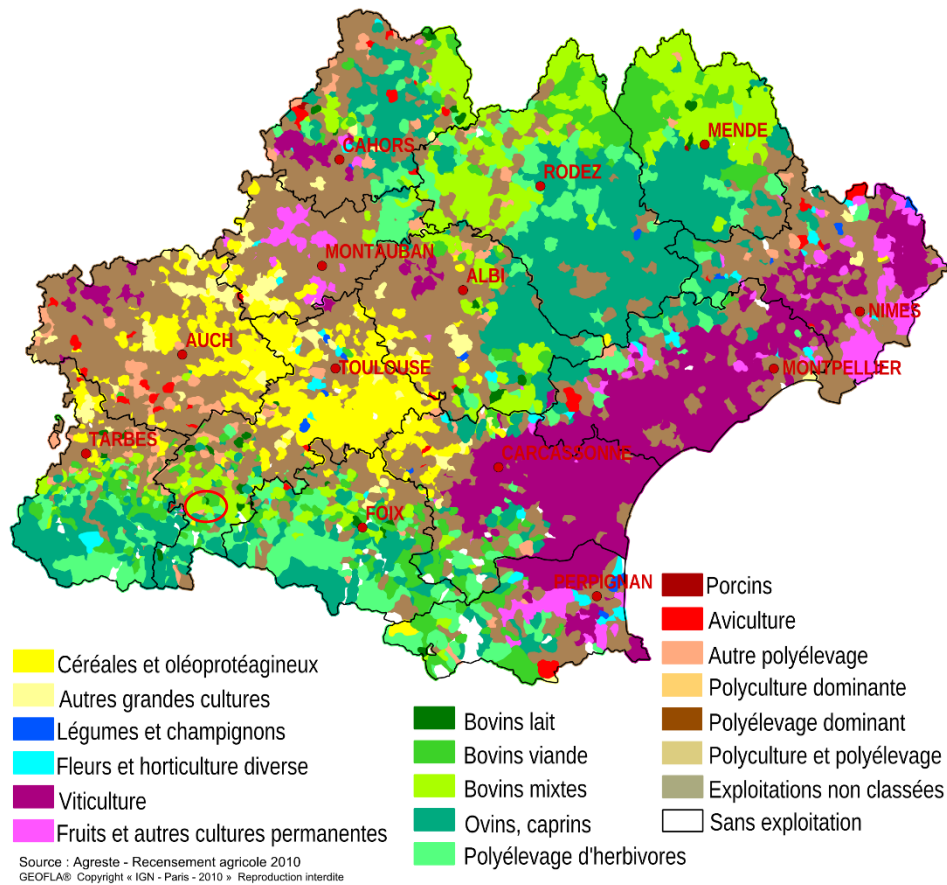 CAHORS
MENDE
RODEZ
MONTAUBAN
ALBI
NIMES
AUCH
TOULOUSE
MONTPELLIER
TARBES
CARCASSONNE
FOIX
PERPIGNAN
Céréales et oléoprotéagineux
Autres grandes cultures
Légumes et champignons
Fleurs et horticulture diverse
Viticulture
Fruits et autres cultures permanentes
Bovins lait
Bovins viande
Bovins mixtes
Ovins, caprins
Polyélevage d'herbivores
Porcins
Aviculture
Autre polyélevage
Polyculture dominante
Polyélevage dominant
Polyculture et polyélevage
Exploitations non classées
Sans exploitation
Source : Agreste - Recensement agricole 2010
GEOFLA® Copyright « IGN - Paris - 2010 » Reproduction interdite